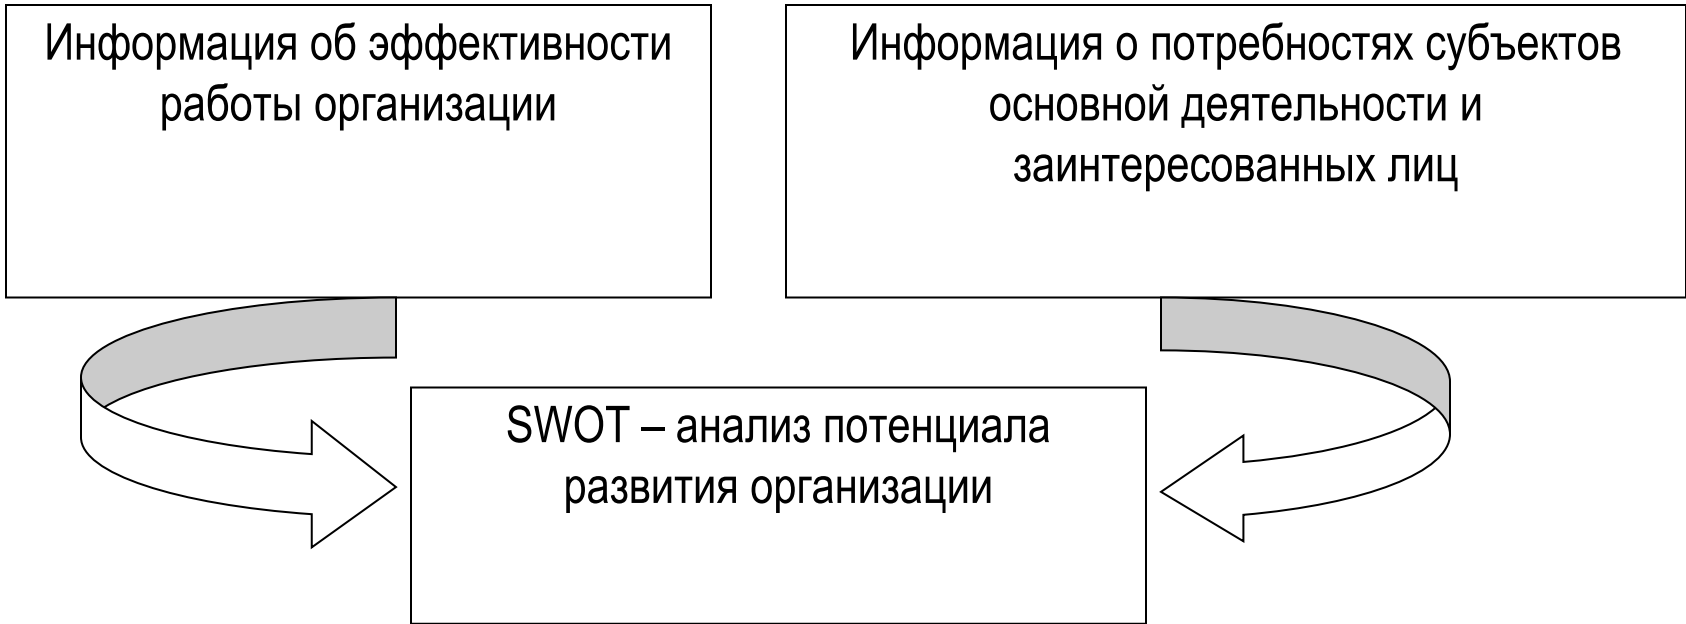 Информация об эффективности
работы организации
Информация о потребностях субъектов
основной деятельности и
заинтересованных лиц
SWOT – анализ потенциала
развития организации